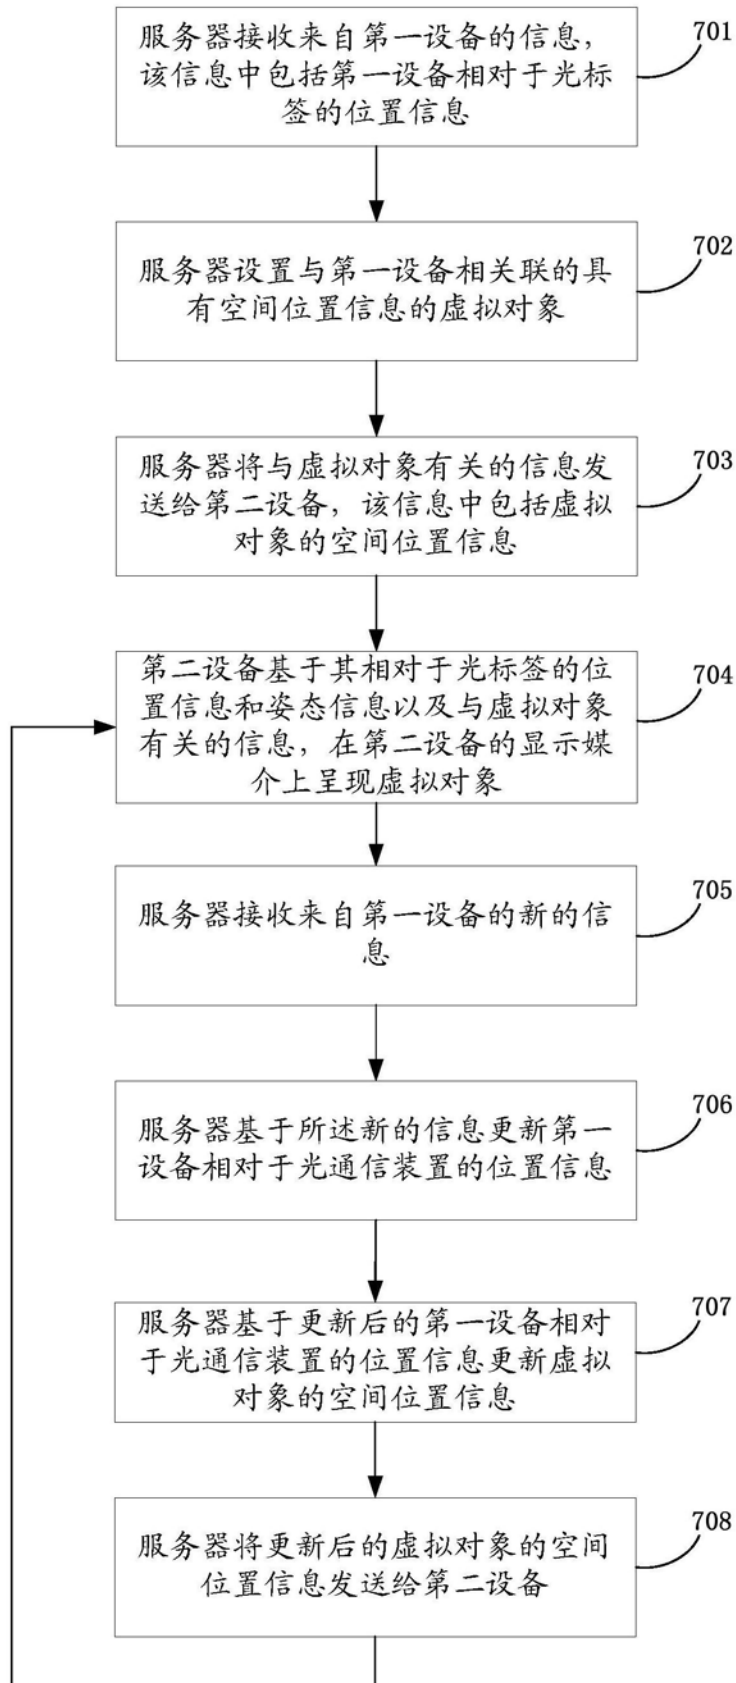 服务器接收来自第一设备的信息，
该信息中包括第一设备相对于光标
签的位置信息
701
服务器设置与第一设备相关联的具
有空间位置信息的虚拟对象
702
服务器将与虚拟对象有关的信息发
送给第二设备，该信息中包括虚拟
对象的空间位置信息
703
第二设备基于其相对于光标签的位
置信息和姿态信息以及与虚拟对象
有关的信息，在第二设备的显示媒
介上呈现虚拟对象
704
服务器接收来自第一设备的新的信
息
705
服务器基于所述新的信息更新第一
设备相对于光通信装置的位置信息
706
服务器基于更新后的第一设备相对
于光通信装置的位置信息更新虚拟
对象的空间位置信息
707
服务器将更新后的虚拟对象的空间
位置信息发送给第二设备
708